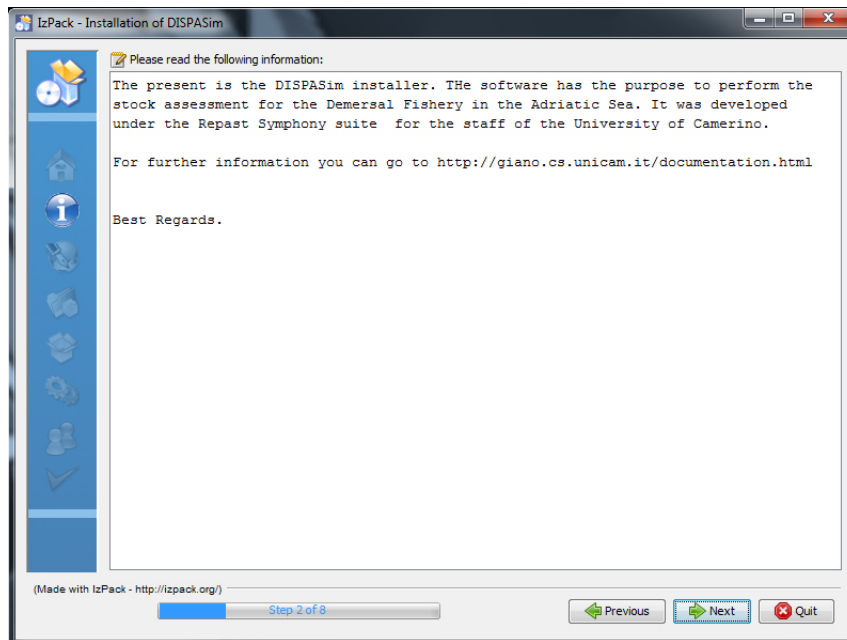 IzPack - Installation of DISPASim
Please read the following information:
The present is the DISPASim installer. THe software has the purpose to perform the
stock assessment for the Demersal Fishery in the Adriatic Sea. It was developed
under the Repast Symphony suite  for the staff of the University of Camerino.
For further information you can go to http://giano.cs.unicam.it/documentation.html
Best Regards.
(Made with IzPack - http://izpack.org/)
Step 2 of 8
Previous
Next
Quit